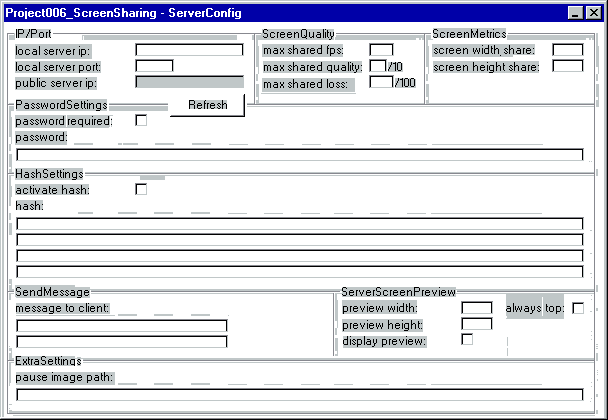 Project006_ScreenSharing - ServerConfig
IP/Port
local server ip:
local server port:
public server ip:
Refresh
ScreenQuality
max shared fps:
max shared quality: /10
max shared loss: /100
ScreenMetrics
screen width share:
screen height share:
PasswordSettings
password required:
password:
HashSettings
activate hash:
hash:
SendMessage
message to client:
ServerScreenPreview
preview width:
always top:
preview height:
display preview:
ExtraSettings
pause image path: